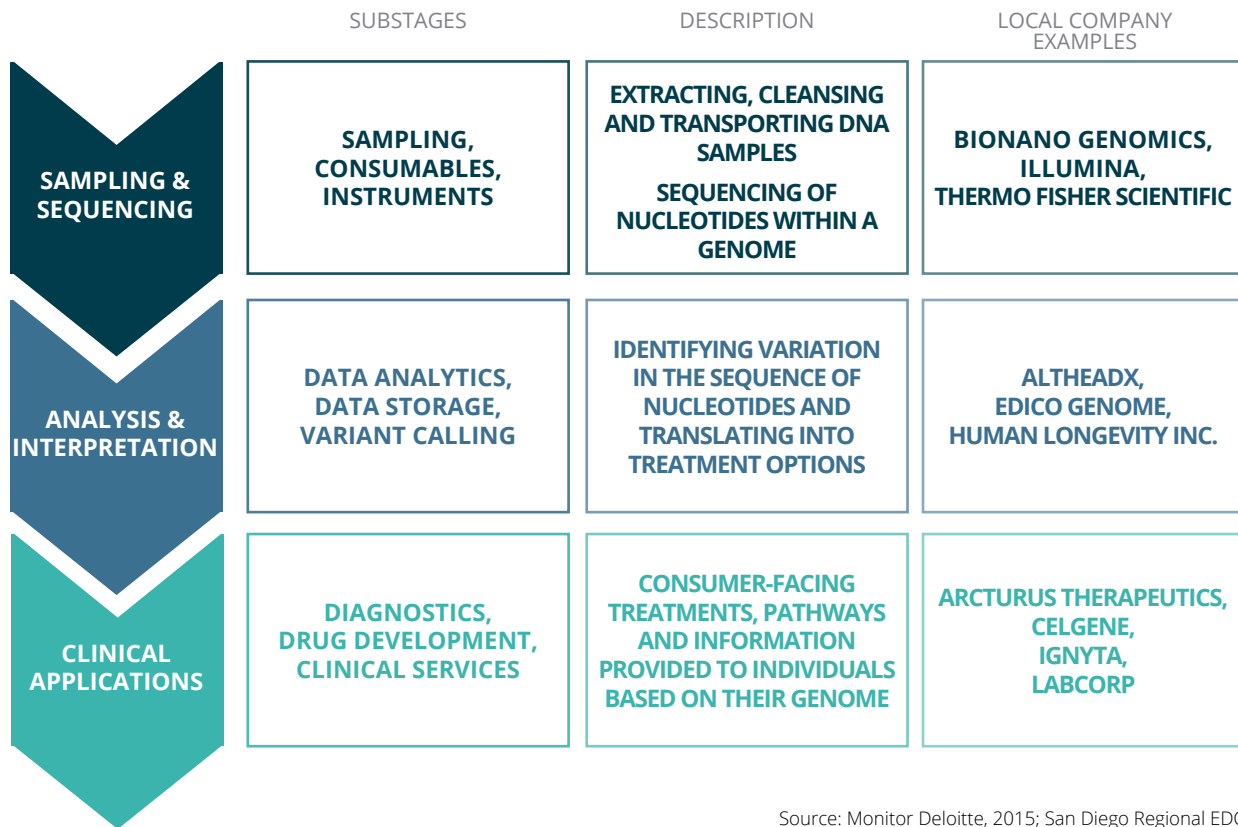 SUBSTAGES
DESCRIPTION
LOCAL COMPANY
EXAMPLES
SAMPLING &
SEQUENCING
SAMPLING,
CONSUMABLES,
INSTRUMENTS
EXTRACTING, CLEANSING
AND TRANSPORTING DNA
SAMPLES
SEQUENCING OF
NUCLEOTIDES WITHIN A
GENOME
BIONANO GENOMICS,
ILLUMINA,
THERMO FISHER SCIENTIFIC
ANALYSIS &
INTERPRETATION
DATA ANALYTICS,
DATA STORAGE,
VARIANT CALLING
IDENTIFYING VARIATION
IN THE SEQUENCE OF
NUCLEOTIDES AND
TRANSLATING INTO
TREATMENT OPTIONS
ALTHEADX,
EDICO GENOME,
HUMAN LONGEVITY INC.
CLINICAL
APPLICATIONS
DIAGNOSTICS,
DRUG DEVELOPMENT,
CLINICAL SERVICES
CONSUMER-FACING
TREATMENTS, PATHWAYS
AND INFORMATION
PROVIDED TO INDIVIDUALS
BASED ON THEIR GENOME
ARCTURUS THERAPEUTICS,
CELGENE,
IGNYTA,
LABCORP
Source: Monitor Deloitte, 2015; San Diego Regional EDC